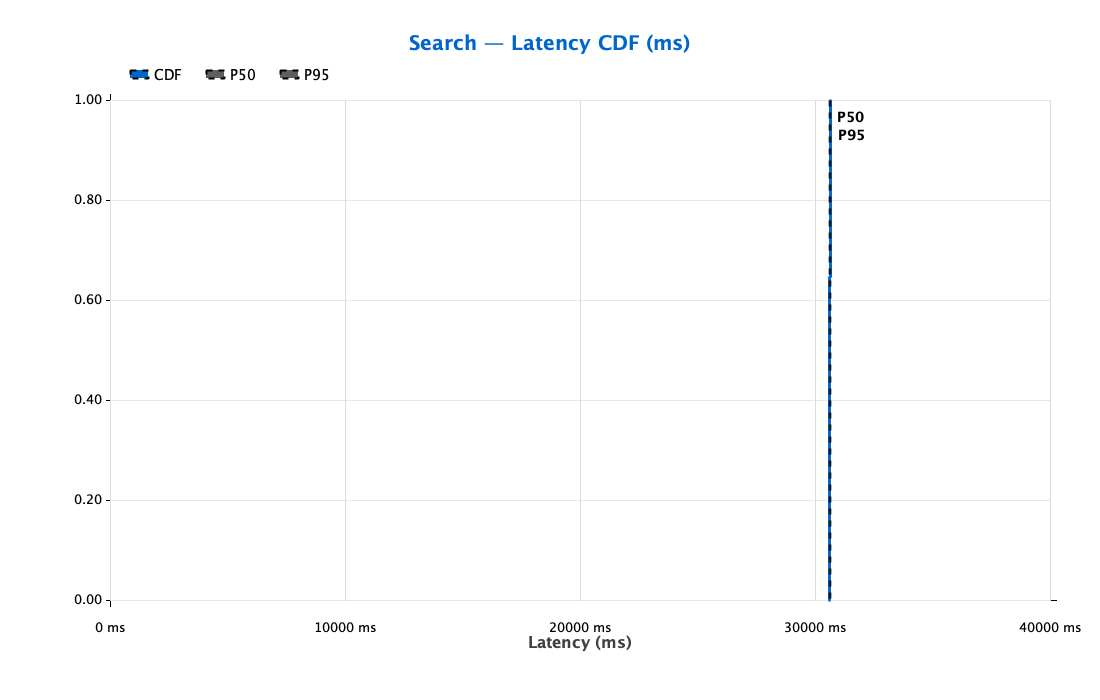 Search — Latency CDF (ms)
CDF P50 P95
1.00
P50
P95
0.80
0.60
0.40
0.20
0.00
0 ms 10000 ms 20000 ms 30000 ms 40000 ms
Latency (ms)